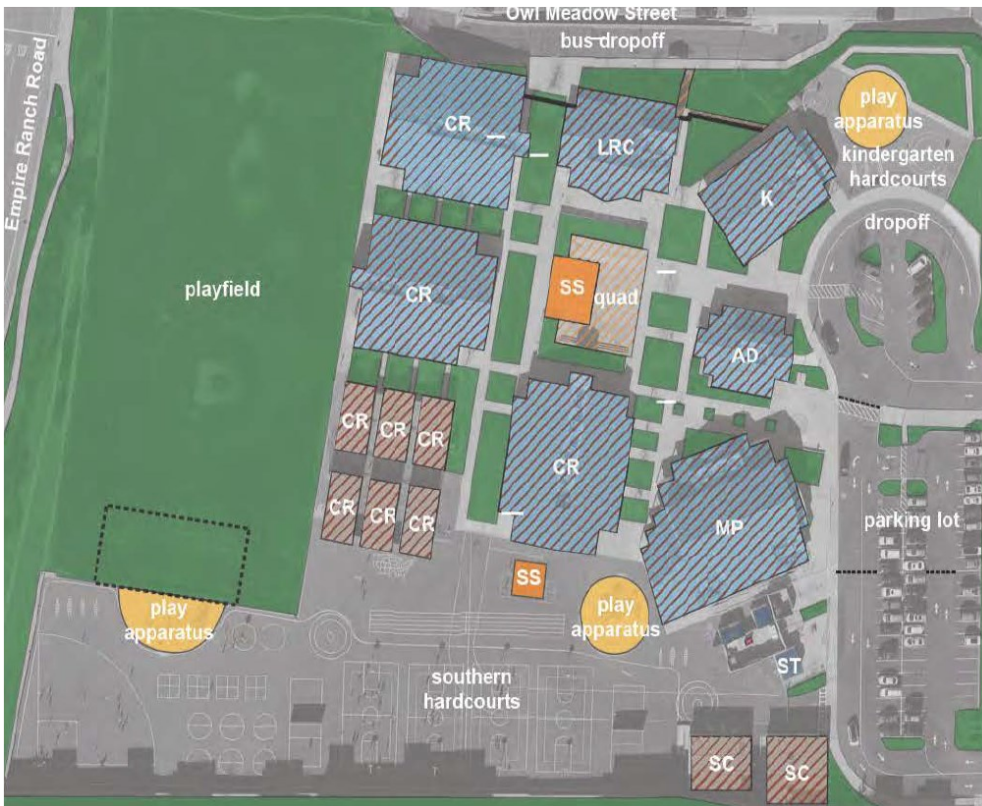 Owl Meadow Street
bus dropoff
Empire Ranch Road
play
apparatus
CR
LRC
kindergarten
hardcourts
K
dropoff
playfield
CR
SS
quad
AD
CR
CR
CR
CR
CR
CR
CR
MP
parking lot
SS
play
apparatus
play
apparatus
ST
southern
hardcourts
SC
SC